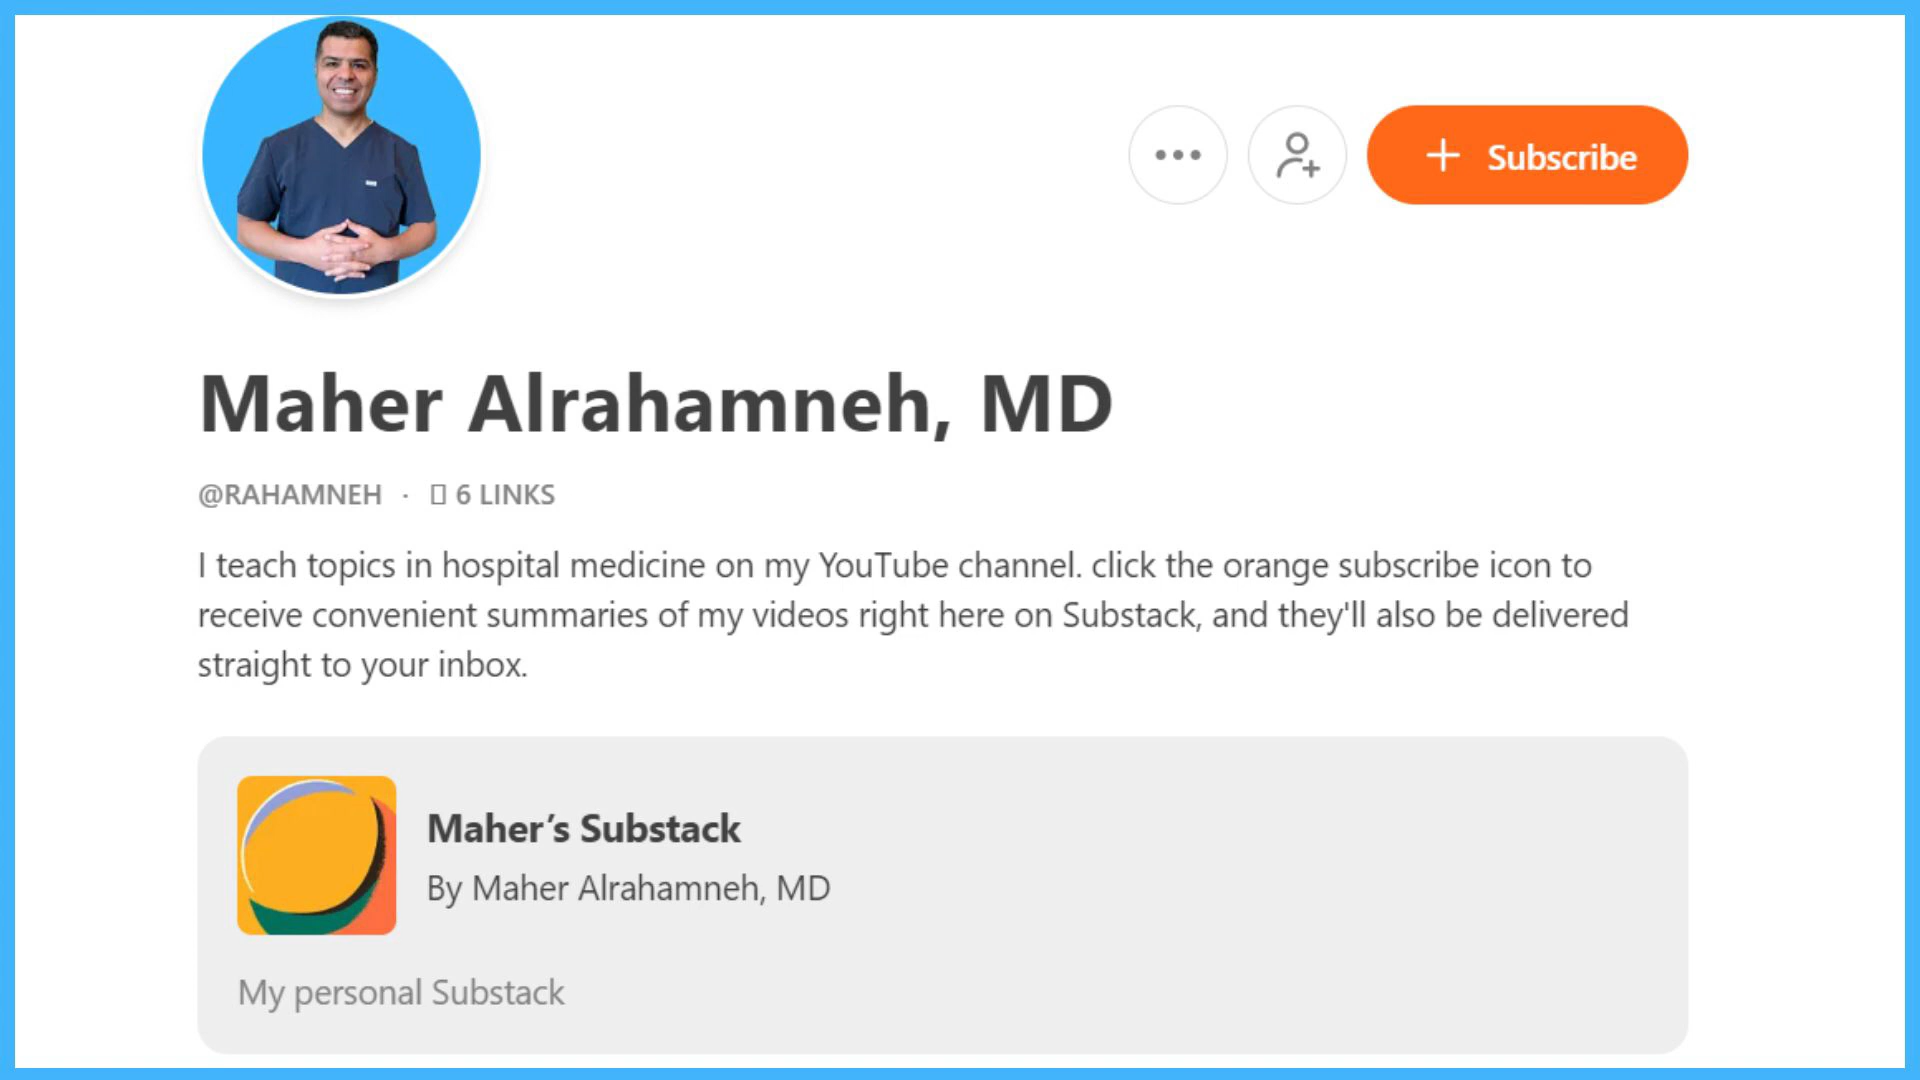 Subscribe
Maher Alrahamneh, MD
@RAHAMNEH · 6 LINKS
I teach topics in hospital medicine on my YouTube channel. click the orange subscribe icon to
receive convenient summaries of my videos right here on Substack, and they'll also be delivered
straight to your inbox.
Maher’s Substack
By Maher Alrahamneh, MD
My personal Substack